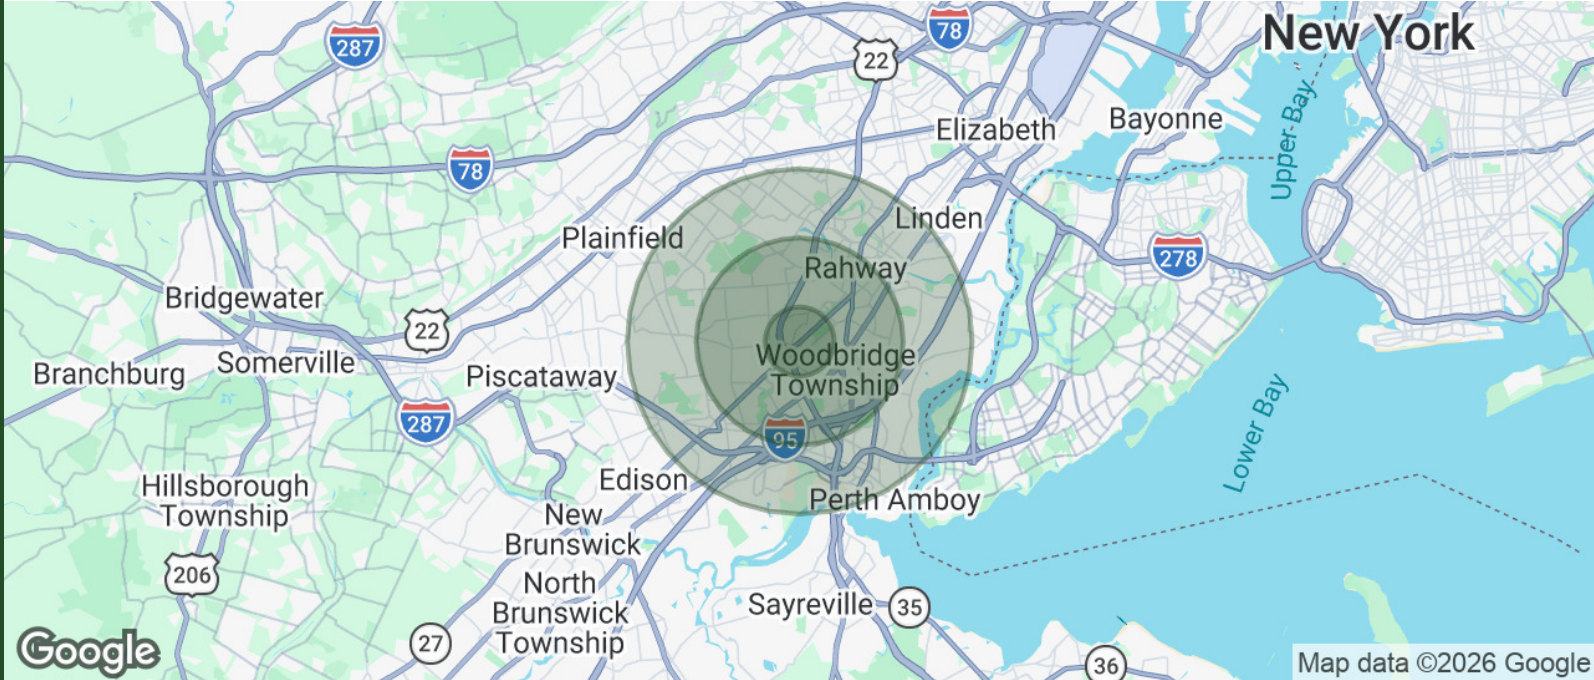 New York
78
287
22
Bayonne
Elizabeth
Upper Bay
78
Linden
Plainfield
278
Rahway
Bridgewater
22
Woodbridge
Township
Somerville
Branchburg
Piscataway
287
Lower Bay
95
Edison
Hillsborough
Township
Perth Amboy
New
Brunswick
206
North
Brunswick
Township
Sayreville
35
27
Google
36
Map data ©2026 Google